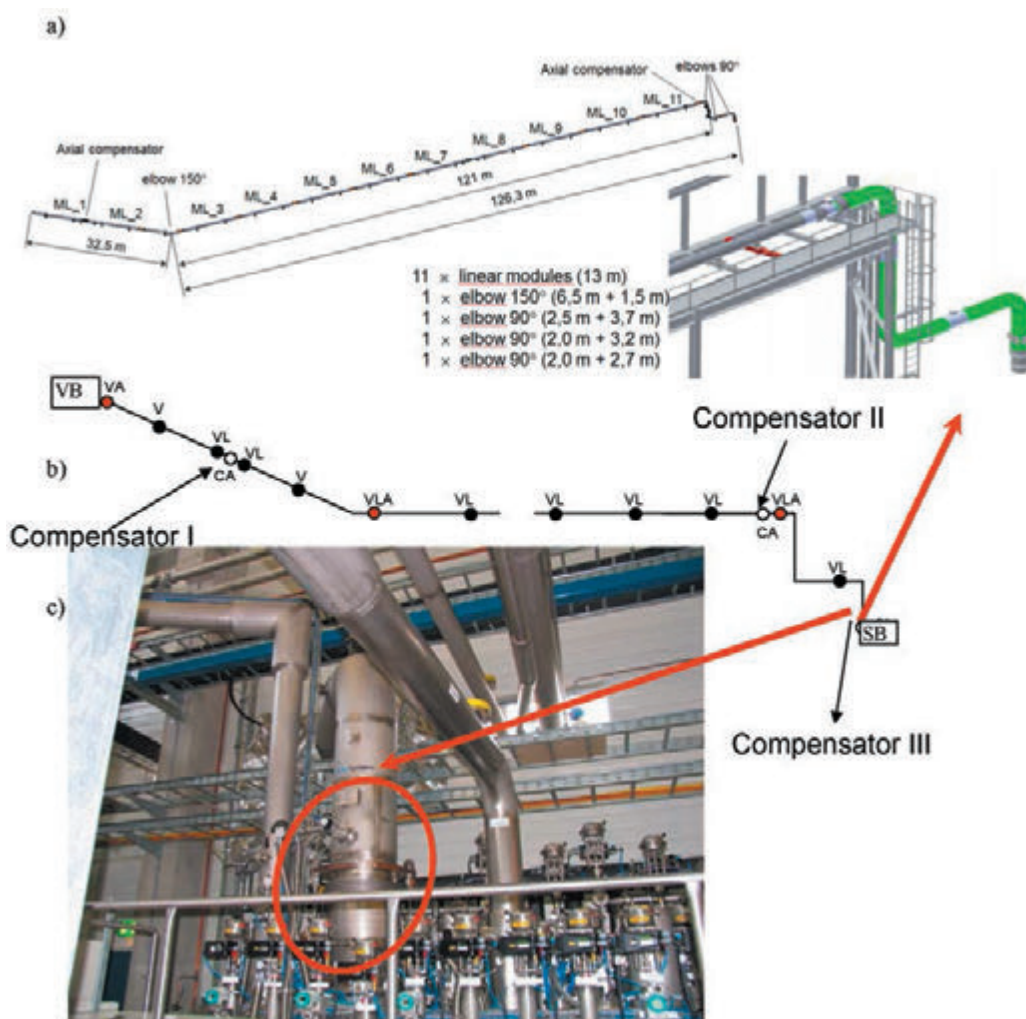 a)
Axial compensator
elbows 90°
ML_11
ML_10
ML_9
ML_8
ML_7
ML_6
ML_5
ML_4
ML_3
Axial compensator
elbow 150°
ML_1
ML_2
121 m
126,3 m
32.5 m
11 × linear modules (13 m)
1 × elbow 150° (6,5 m + 1,5 m)
1 × elbow 90° (2,5 m + 3,7 m)
1 × elbow 90° (2,0 m + 3,2 m)
1 × elbow 90° (2,0 m + 2,7 m)
VB
VA
V
VL
VL
CA
V
b)
Compensator I
Compensator II
VLA
VL
VL
VL
VL
VLA
CA
VL
SB
Compensator III
c)